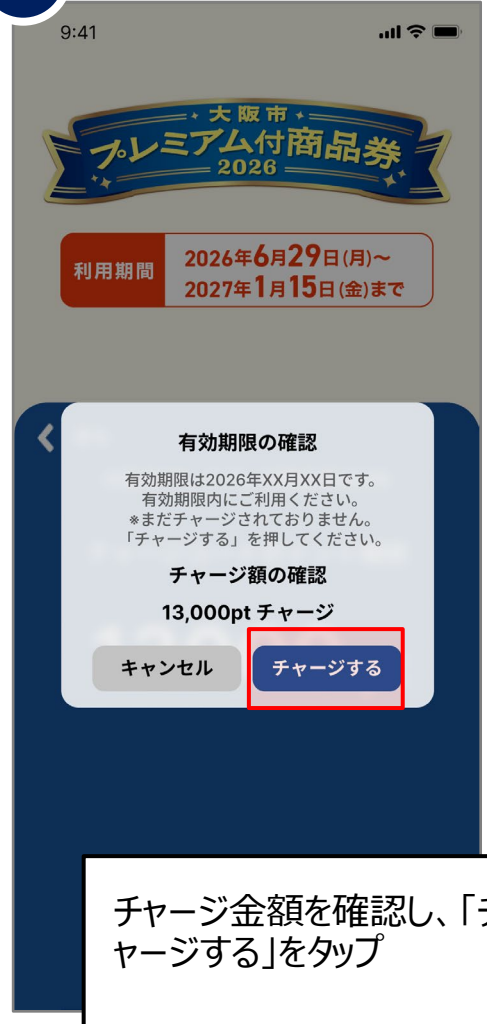 9:41
大阪市
プレミアム付商品券
2026
利用期間
2026年6月29日(月)~
2027年1月15日(金)まで
有効期限の確認
有効期限は2026年XX月XX日です。
有効期限内にご利用ください。
※まだチャージされておりません。
「チャージする」を押してください。
チャージ額の確認
13,000pt チャージ
キャンセル
チャージする
チャージ金額を確認し、「チ
ャージする」をタップ